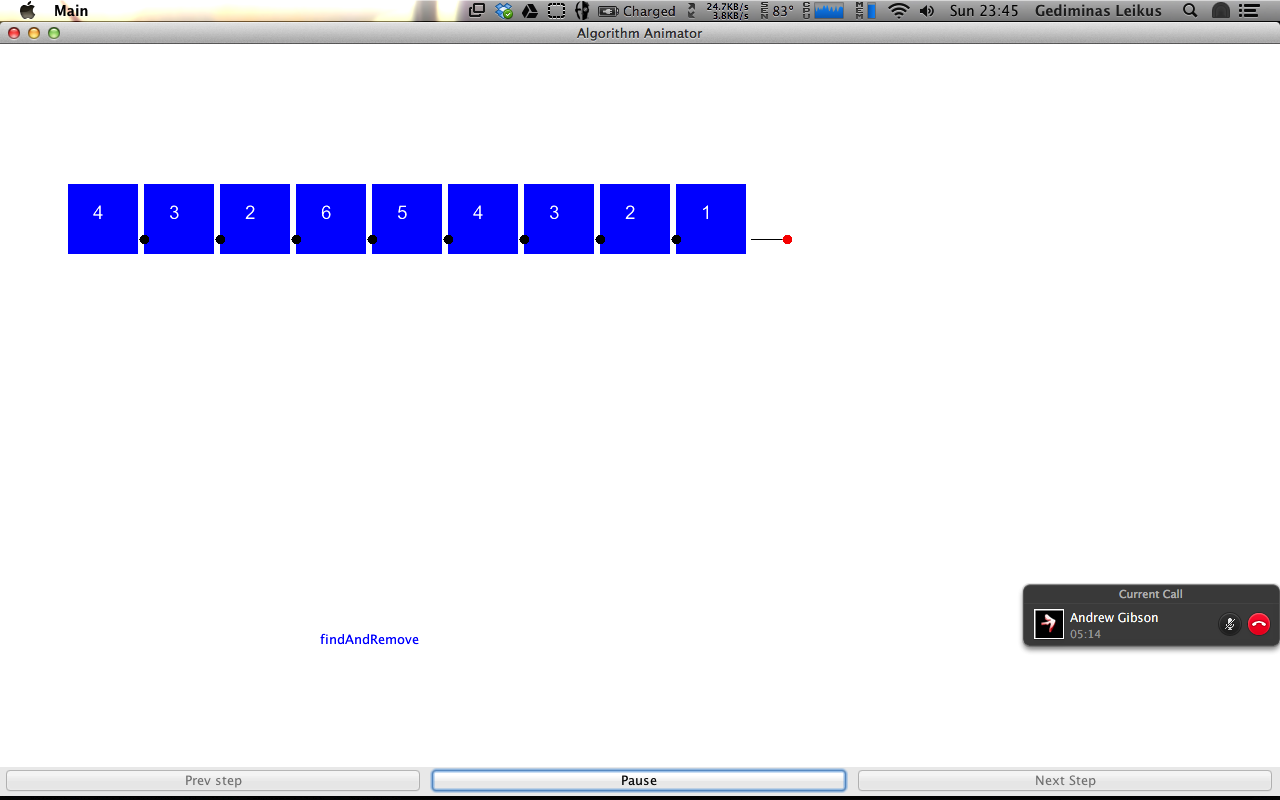 Main
Charged
24.7KB/s
3.8KB/s
SEN
83°
CPU
MEM
Sun 23:45
Gediminas Leikus
Algorithm Animator
4 3 2 6 5 4 3 2 1
Current Call
Andrew Gibson
05:14
findAndRemove
Prev step
Pause
Next Step